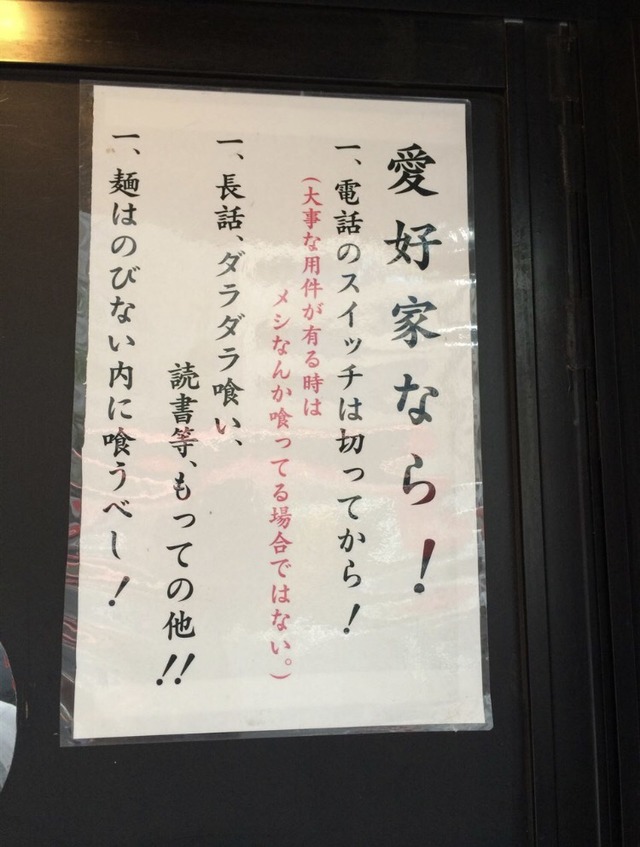 愛好家なら！
一、電話のスイッチは切ってから！
（大事な用件が有る時は
メシなんか喰ってる場合ではない。）
一、長話、ダラダラ喰い、
読書等、もっての他!!
一、麺はのびない内に喰うべし！